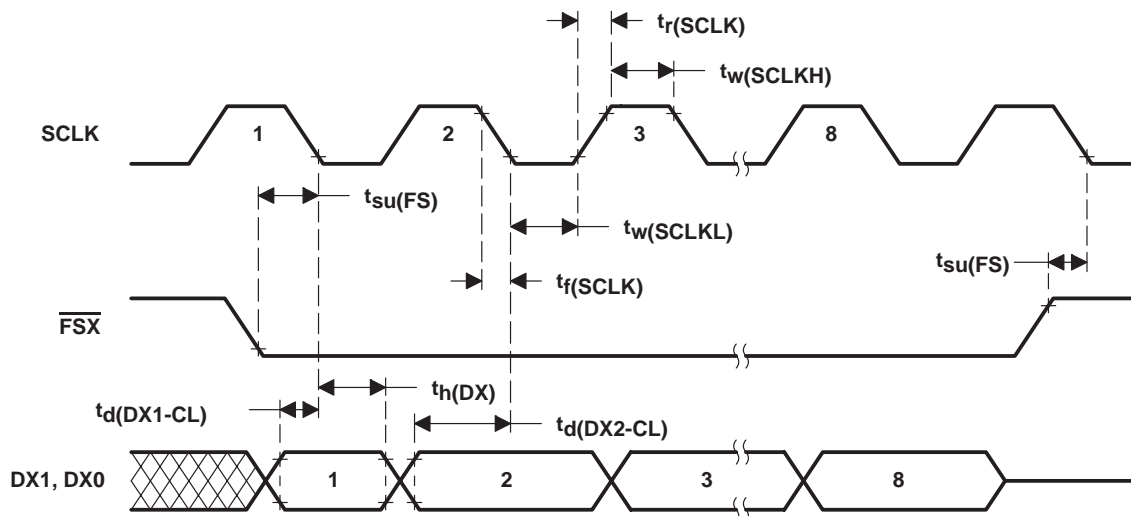 tr(SCLK)
tw(SCLKH)
SCLK 1 2 3 8
tsu(FS)
tw(SCLKL)
tsu(FS)
tf(SCLK)
FSX
th(DX)
td(DX1-CL)
td(DX2-CL)
DX1, DX0 1 2 3 8